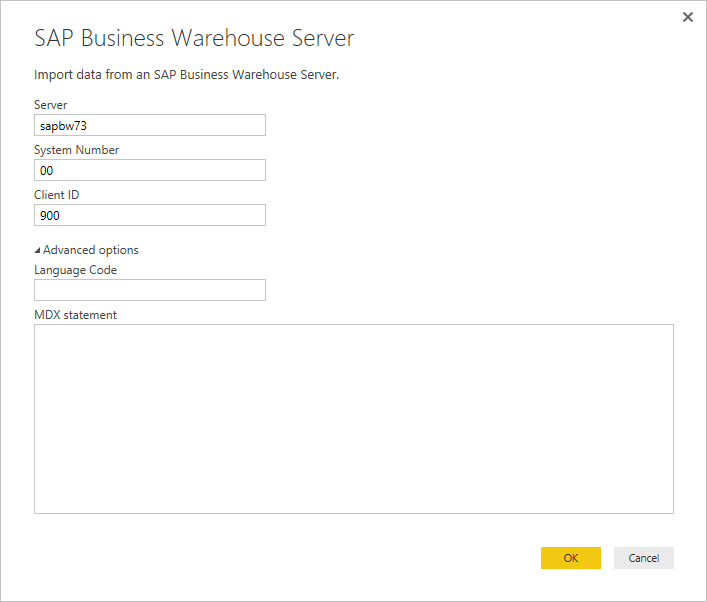 SAP Business Warehouse Server
Import data from an SAP Business Warehouse Server.
Server
sapbw73
System Number
00
Client ID
900
Advanced options
Language Code
MDX statement
OK Cancel